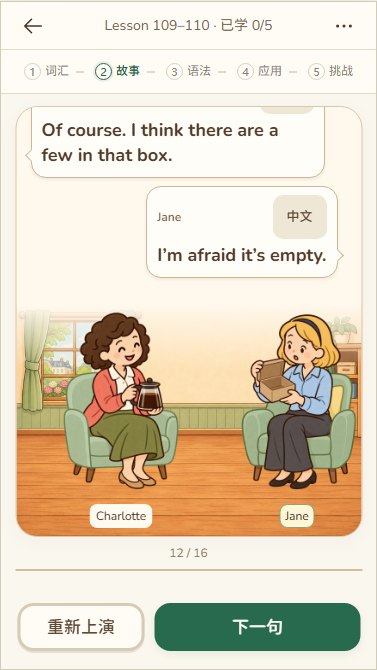 Lesson 109–110 · 已学 0/5
1 词汇 – 2 故事 – 3 语法 – 4 应用 – 5 挑战
Of course. I think there are a
few in that box.
Jane 中文
I’m afraid it’s empty.
Charlotte
Jane
12 / 16
重新上演
下一句